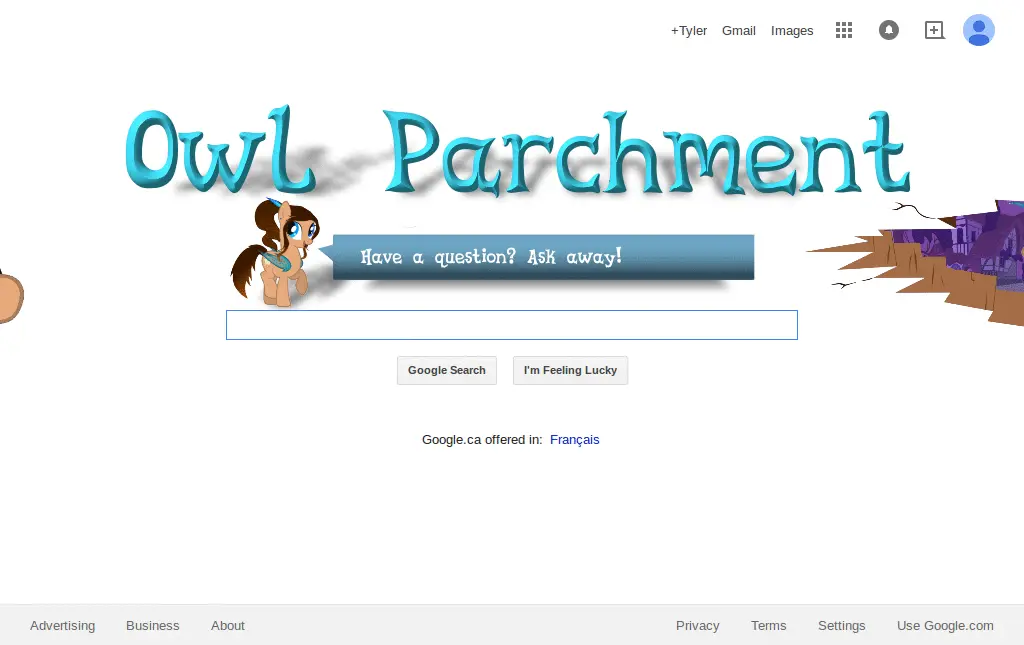 +Tyler Gmail Images
Owl Parchment
Have a question? Ask away!
Google Search I'm Feeling Lucky
Google.ca offered in: Français
Advertising Business About Privacy Terms Settings Use Google.com